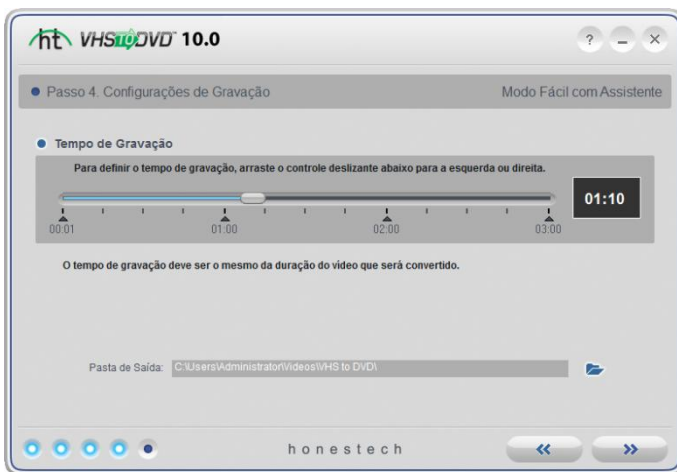 ht VHS TO DVD™ 10.0
?
Passo 4. Configurações de Gravação Modo Fácil com Assistente
Tempo de Gravação
Para definir o tempo de gravação, arraste o controle deslizante abaixo para a esquerda ou direita.
01:10
00:01 01:00 02:00 03:00
O tempo de gravação deve ser o mesmo da duração do vídeo que será convertido.
Pasta de Saída: C:\Users\Administrator\Videos\VHS to DVD\
honestech